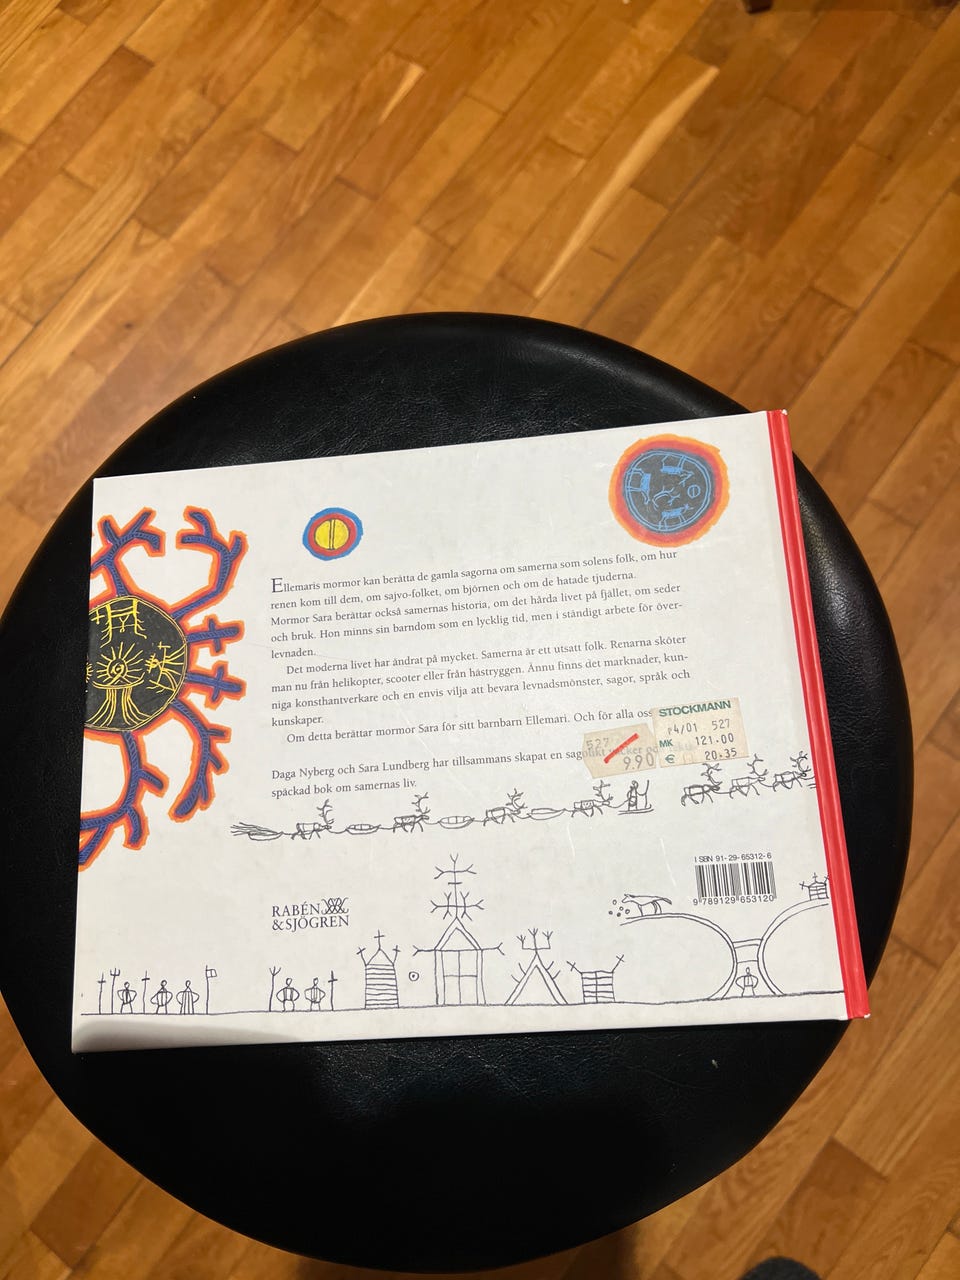 Ellemaris mormor kan berätta de gamla sagorna om samerna som solens folk, om hur
renen kom till dem, om sajvo-folket, om björnen och om de hatade tjuderna.
Mormor Sara berättar också samernas historia, om det hårda livet på fjället, om seder
och bruk. Hon minns sin barndom som en lycklig tid, men i ständigt arbete för över-
levnaden.
Det moderna livet har ändrat på mycket. Samerna är ett utsatt folk. Renarna sköter
man nu från helikopter, scooter eller från hästryggen. Ännu finns det marknader, kun-
niga konsthantverkare och en envis vilja att bevara levnadsmönster, sagor, språk och
kunskaper.
Om detta berättar mormor Sara för sitt barnbarn Ellemari. Och för alla oss
STOCKMANN
04/01 527
MK 121.00
€ 20.35
527
9.90
Daga Nyberg och Sara Lundberg har tillsammans skapat en
späckad bok om samernas liv.
ISBN 91-29-65312-6
9 789129 653120
RABÉN
& SJÖGREN